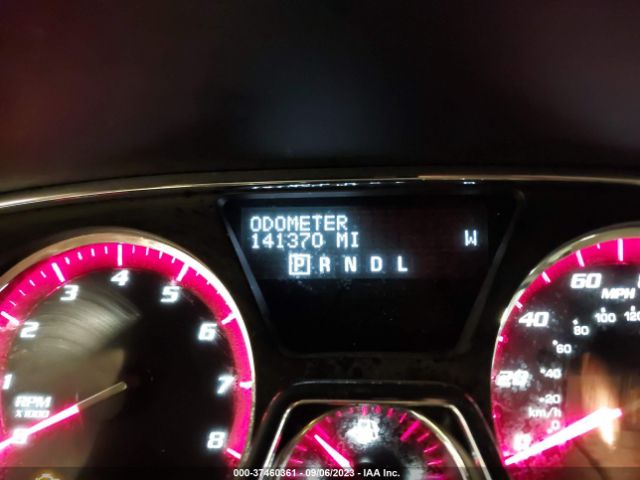 ODOMETER
141370 MI W
P R N D L
1 2 3 4 5 6 7 8
RPM
X1000
0
20 40 60
MPH
0 20 40 60 80 100 120
km/h
000-37460361 - 09/06/2023 - IAA Inc.